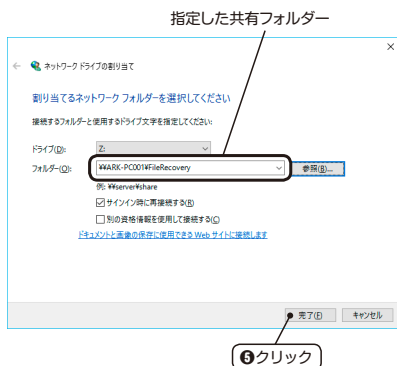 指定した共有フォルダー
ネットワーク ドライブの割り当て
割り当てるネットワーク フォルダーを選択してください
接続するフォルダーと使用するドライブ文字を指定してください:
ドライブ(D): Z:
フォルダー(O): ¥¥ARK-PC001¥FileRecovery 参照(B)...
例: ¥¥server¥share
サインイン時に再接続する(R)
別の資格情報を使用して接続する(C)
ドキュメントと画像の保存に使用できる Web サイトに接続します
完了(F) キャンセル
❺クリック